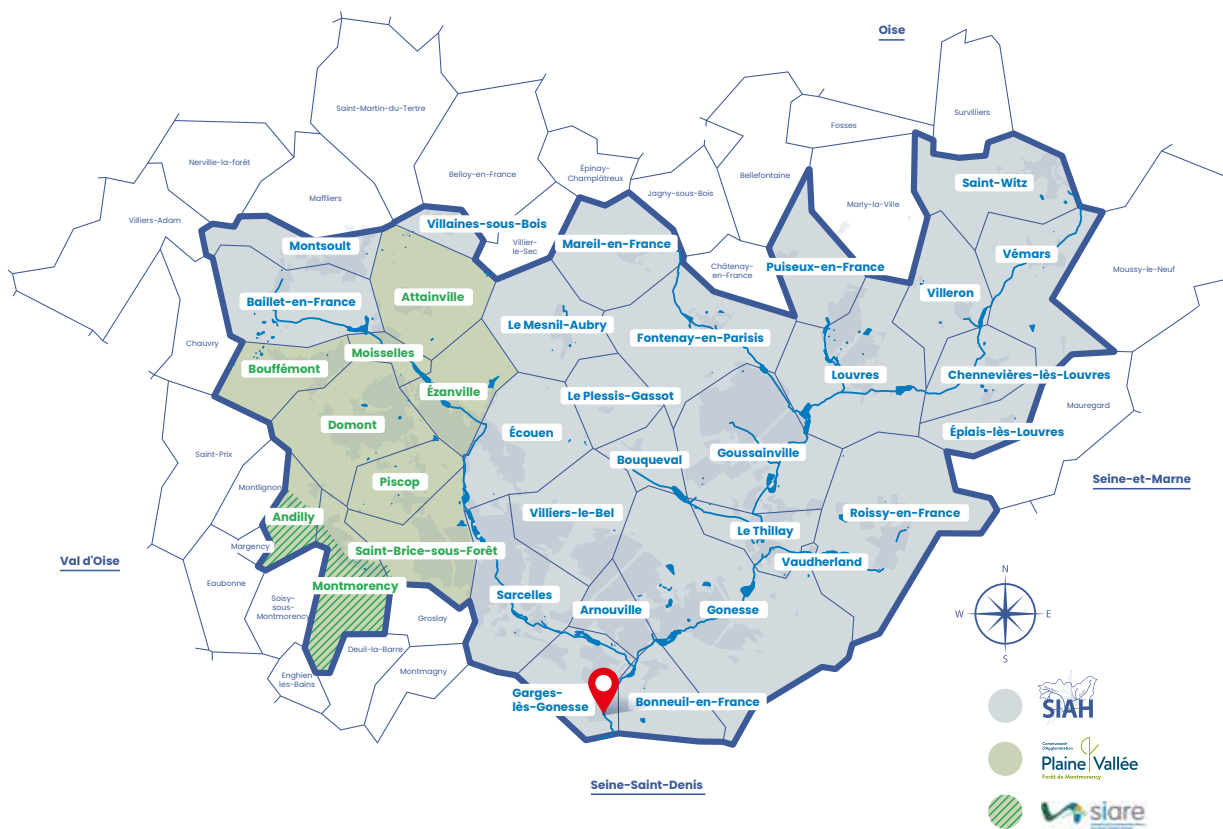 Oise
Survilliers
Saint-Martin-du-Tertre
Fosses
Nerville-la-forêt
Belloy-en-France
Épinay-
Champlâtreux
Bellefontaine
Saint-Witz
Jagny-sous-Bois
Maffliers
Marly-la-Ville
Villiers-Adam
Villaines-sous-Bois
Montsoult
Villier-
le-Sec
Mareil-en-France
Vémars
Châtenay-
en-France
Puiseux-en-France
Moussy-le-Neuf
Villeron
Attainville
Baillet-en-France
Le Mesnil-Aubry
Fontenay-en-Parisis
Chauvry
Moisselles
Bouffémont
Louvres
Chennevières-lès-Louvres
Ézanville
Le Plessis-Gassot
Mauregard
Domont
Écouen
Épiais-lès-Louvres
Saint-Prix
Goussainville
Bouqueval
Seine-et-Marne
Piscop
Montlignon
Andilly
Villiers-le-Bel
Roissy-en-France
Le Thillay
Margency
Saint-Brice-sous-Forêt
Val d'Oise
Vaudherland
N
Eaubonne
Montmorency
Sarcelles
Soisy-
sous-
Montmorency
Arnouville
Gonesse
W
E
Groslay
Deuil-la-Barre
S
Montmagny
Enghien
les-Bains
Garges-
lès-Gonesse
Bonneuil-en-France
SIAH
Communauté
d'Agglomération
Plaine Vallée
Forêt de Montmorency
Seine-Saint-Denis
siare